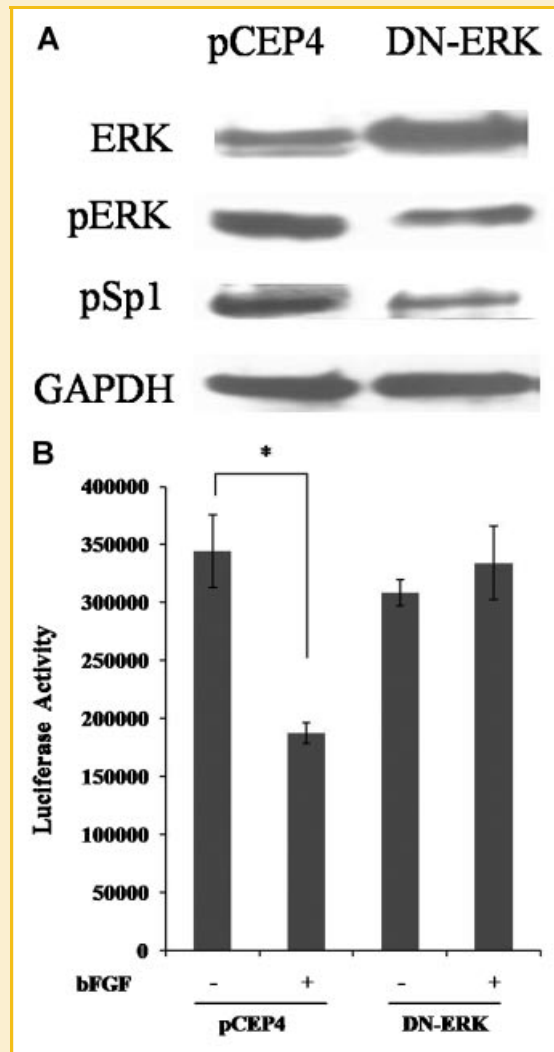 A pCEP4 DN-ERK
ERK
pERK
pSp1
GAPDH
B
*
400000
350000
300000
250000
200000
150000
100000
50000
0
Luciferase Activity
bFGF - + - +
pCEP4 DN-ERK